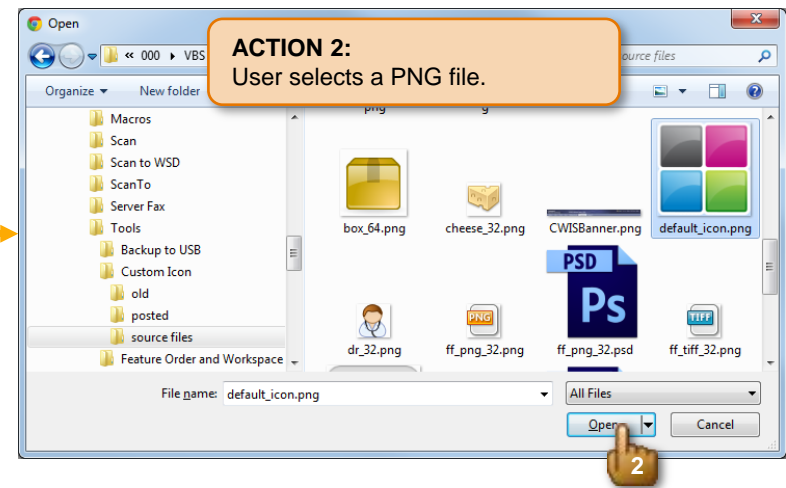 Open
ACTION 2:
User selects a PNG file.
« 000 ▸ VBS
source files
Organize ▼ New folder
Macros
Scan
Scan to WSD
ScanTo
Server Fax
Tools
Backup to USB
Custom Icon
old
posted
source files
Feature Order and Workspace
png
g
box_64.png cheese_32.png CWISBanner.png default_icon.png
PSD
Ps
PNG
TIFF
dr_32.png ff_png_32.png ff_png_32.psd ff_tiff_32.png
File name: default_icon.png
All Files
Open Cancel
2